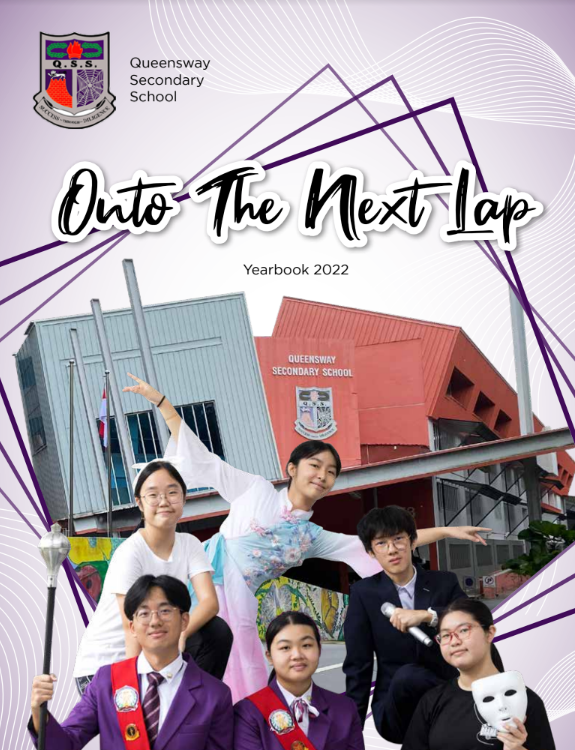 Q.S.S.
Queensway
Secondary
School
Onto The Next Lap
Yearbook 2022
QUEENSWAY
SECONDARY SCHOOL
Q.S.S.